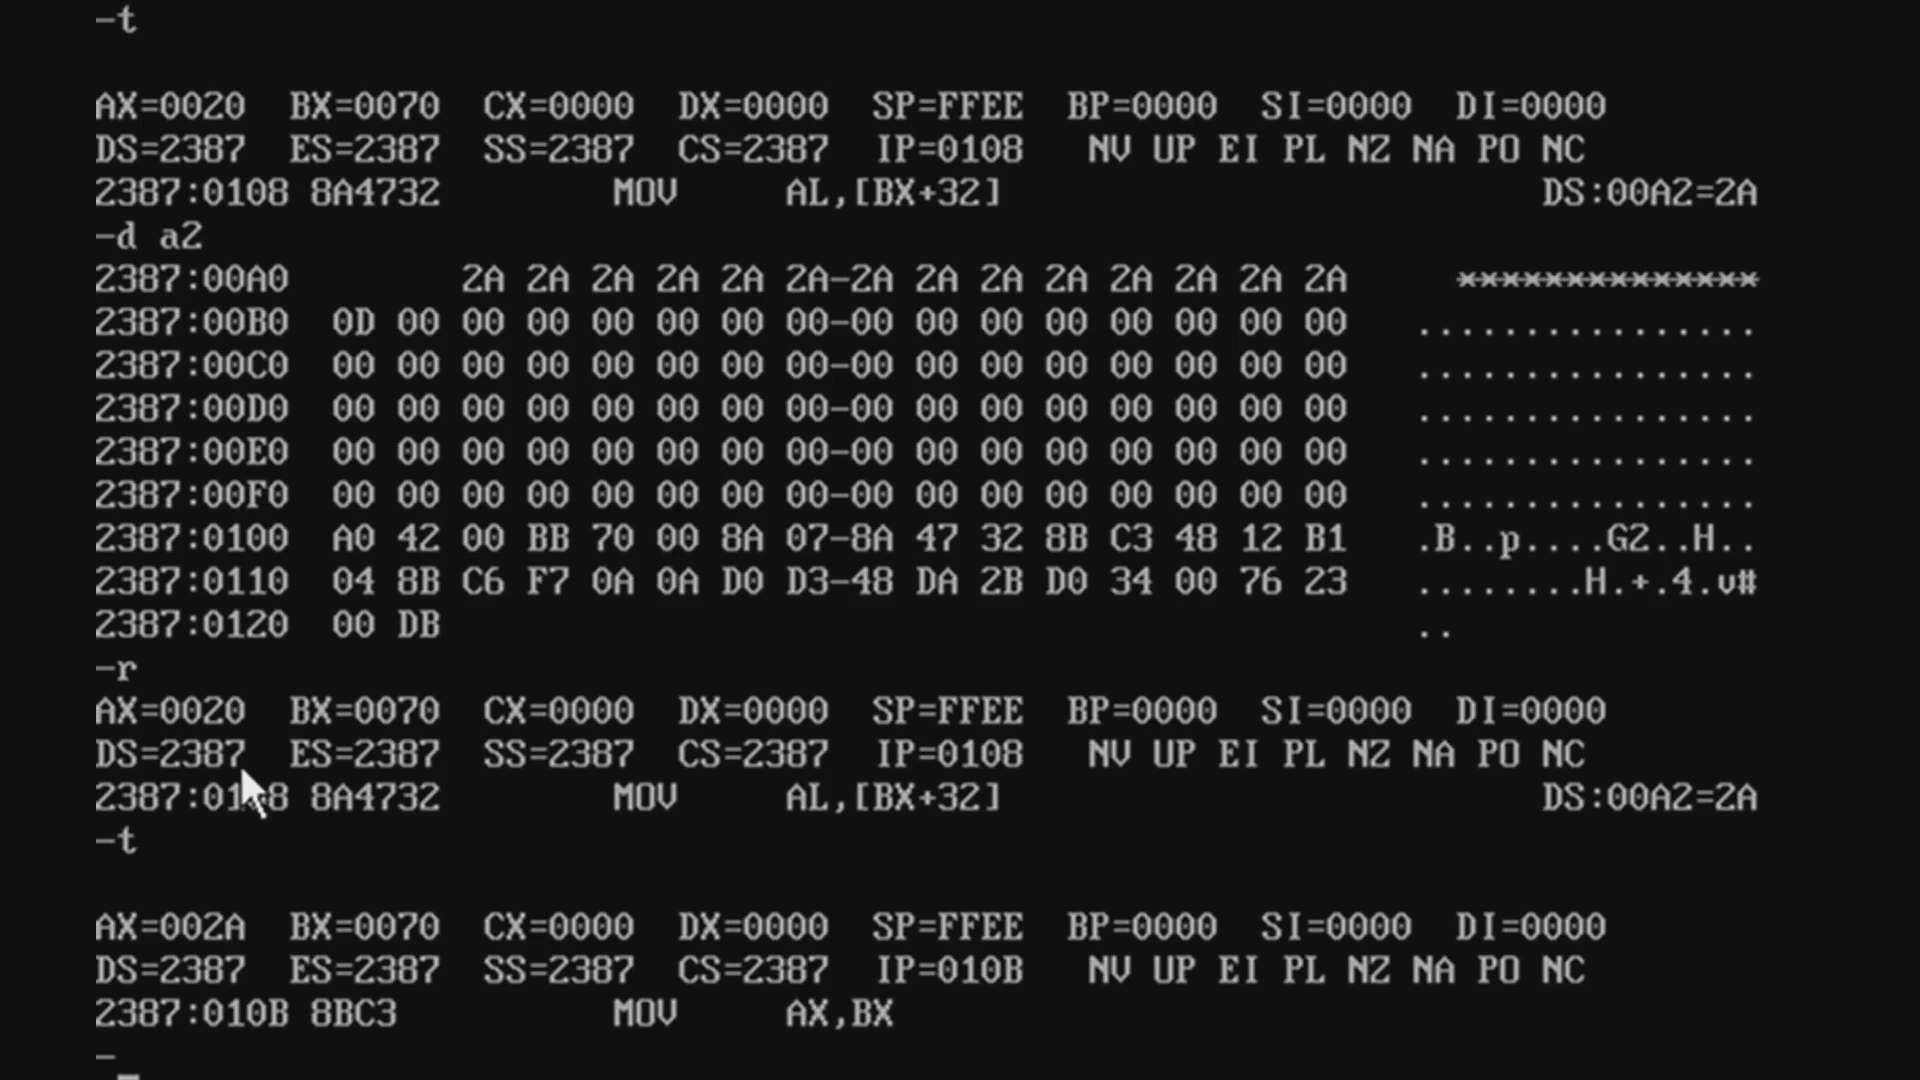 -t
AX=0020  BX=0070  CX=0000  DX=0000  SP=FFEE  BP=0000  SI=0000  DI=0000
DS=2387  ES=2387  SS=2387  CS=2387  IP=0108   NV UP EI PL NZ NA PO NC
2387:0108 8A4732        MOV     AL,[BX+32]                         DS:00A2=2A
-d a2
2387:00A0        2A 2A 2A 2A 2A 2A-2A 2A 2A 2A 2A 2A 2A 2A     **************
2387:00B0  0D 00 00 00 00 00 00 00-00 00 00 00 00 00 00 00   ................
2387:00C0  00 00 00 00 00 00 00 00-00 00 00 00 00 00 00 00   ................
2387:00D0  00 00 00 00 00 00 00 00-00 00 00 00 00 00 00 00   ................
2387:00E0  00 00 00 00 00 00 00 00-00 00 00 00 00 00 00 00   ................
2387:00F0  00 00 00 00 00 00 00 00-00 00 00 00 00 00 00 00   ................
2387:0100  A0 42 00 BB 70 00 8A 07-8A 47 32 8B C3 48 12 B1   .B..p....G2..H..
2387:0110  04 8B C6 F7 0A 0A D0 D3-48 DA 2B D0 34 00 76 23   ........H.+.4.v#
2387:0120  00 DB                                             ..
-r
AX=0020  BX=0070  CX=0000  DX=0000  SP=FFEE  BP=0000  SI=0000  DI=0000
DS=2387  ES=2387  SS=2387  CS=2387  IP=0108   NV UP EI PL NZ NA PO NC
2387:0108 8A4732        MOV     AL,[BX+32]                         DS:00A2=2A
-t
AX=002A  BX=0070  CX=0000  DX=0000  SP=FFEE  BP=0000  SI=0000  DI=0000
DS=2387  ES=2387  SS=2387  CS=2387  IP=010B   NV UP EI PL NZ NA PO NC
2387:010B 8BC3          MOV     AX,BX
-